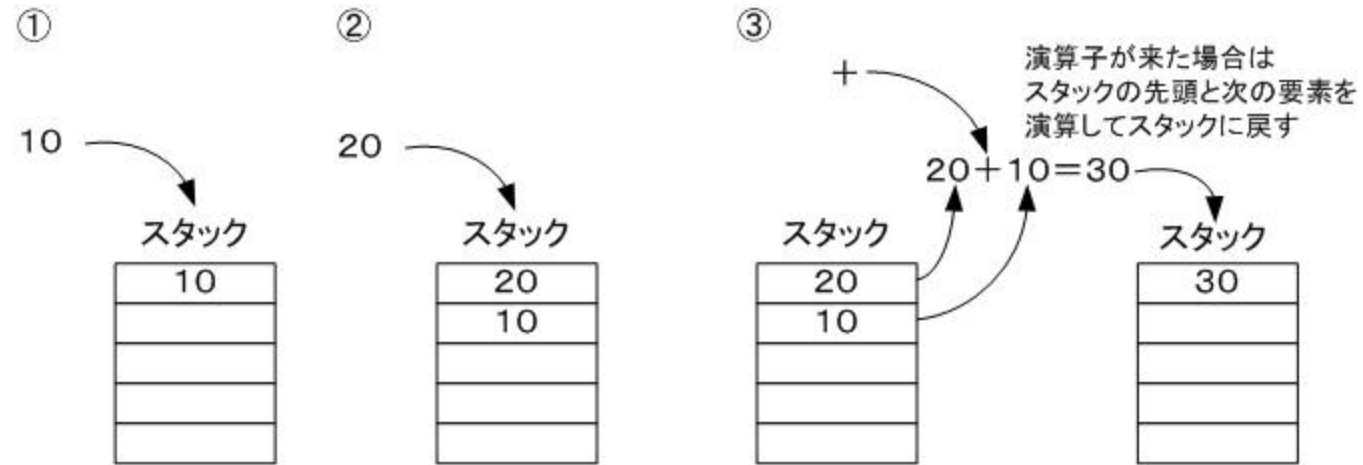 ①
10
スタック
10
②
20
スタック
20
10
③
+
演算子が来た場合は
スタックの先頭と次の要素を
演算してスタックに戻す
20+10=30
スタック
20
10
スタック
30